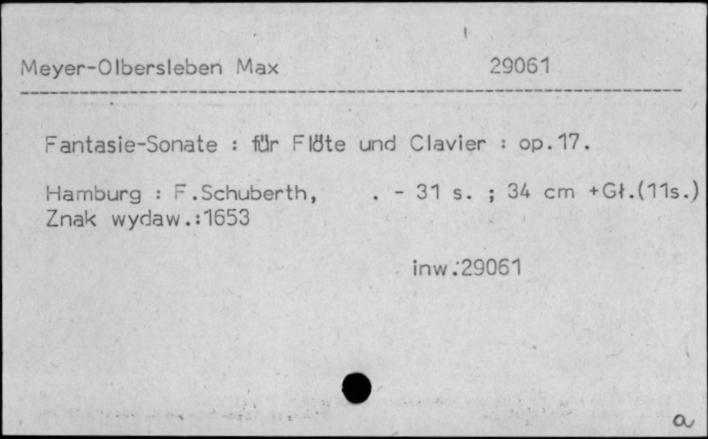 Meyer-Olbersleben Max 29061
Fantasie-Sonate : für Flöte und Clavier : op.17.
Hamburg : F.Schuberth, . - 31 s. ; 34 cm +Gł.(11s.)
Znak wydaw.:1653
inw.:29061
a